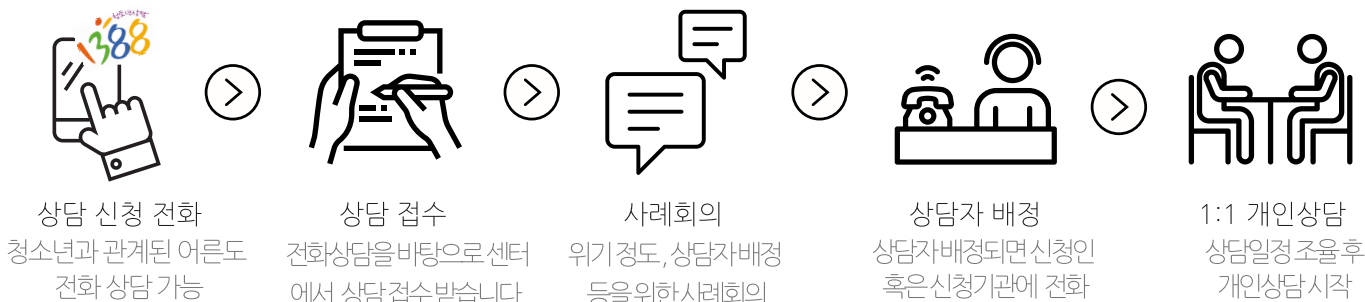 청소년상담
1388
상담 신청 전화
청소년과 관계된 어른도
전화 상담 가능
상담 접수
전화상담을 바탕으로 센터
에서 상담 접수 받습니다
사례회의
위기 정도, 상담자 배정
등을 위한 사례회의
상담자 배정
상담자 배정되면 신청인
혹은 신청기관에 전화
1:1 개인상담
상담일정 조율 후
개인상담 시작